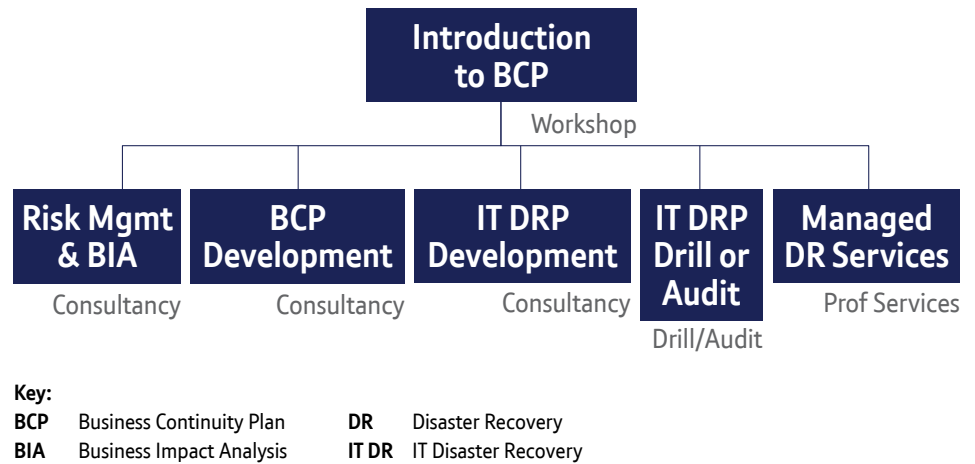 Introduction
to BCP
Workshop
Risk Mgmt
& BIA
Consultancy
BCP
Development
Consultancy
IT DRP
Development
Consultancy
IT DRP
Drill or
Audit
Drill/Audit
Managed
DR Services
Prof Services
Key:
BCP Business Continuity Plan DR Disaster Recovery
BIA Business Impact Analysis IT DR IT Disaster Recovery